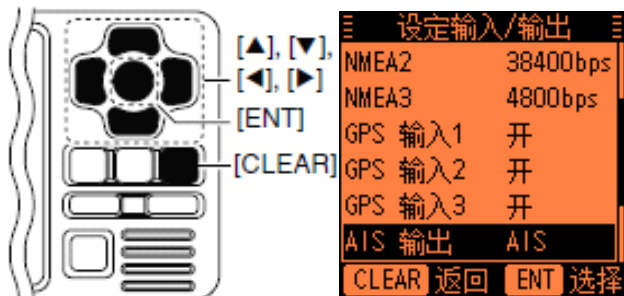 [▲], [▼],
[◀], [▶]
[ENT]
[CLEAR]
设定输入/输出
NMEA2 38400bps
NMEA3 4800bps
GPS 输入1 开
GPS 输入2 开
GPS 输入3 开
AIS 输出 AIS
CLEAR 返回 ENT 选择